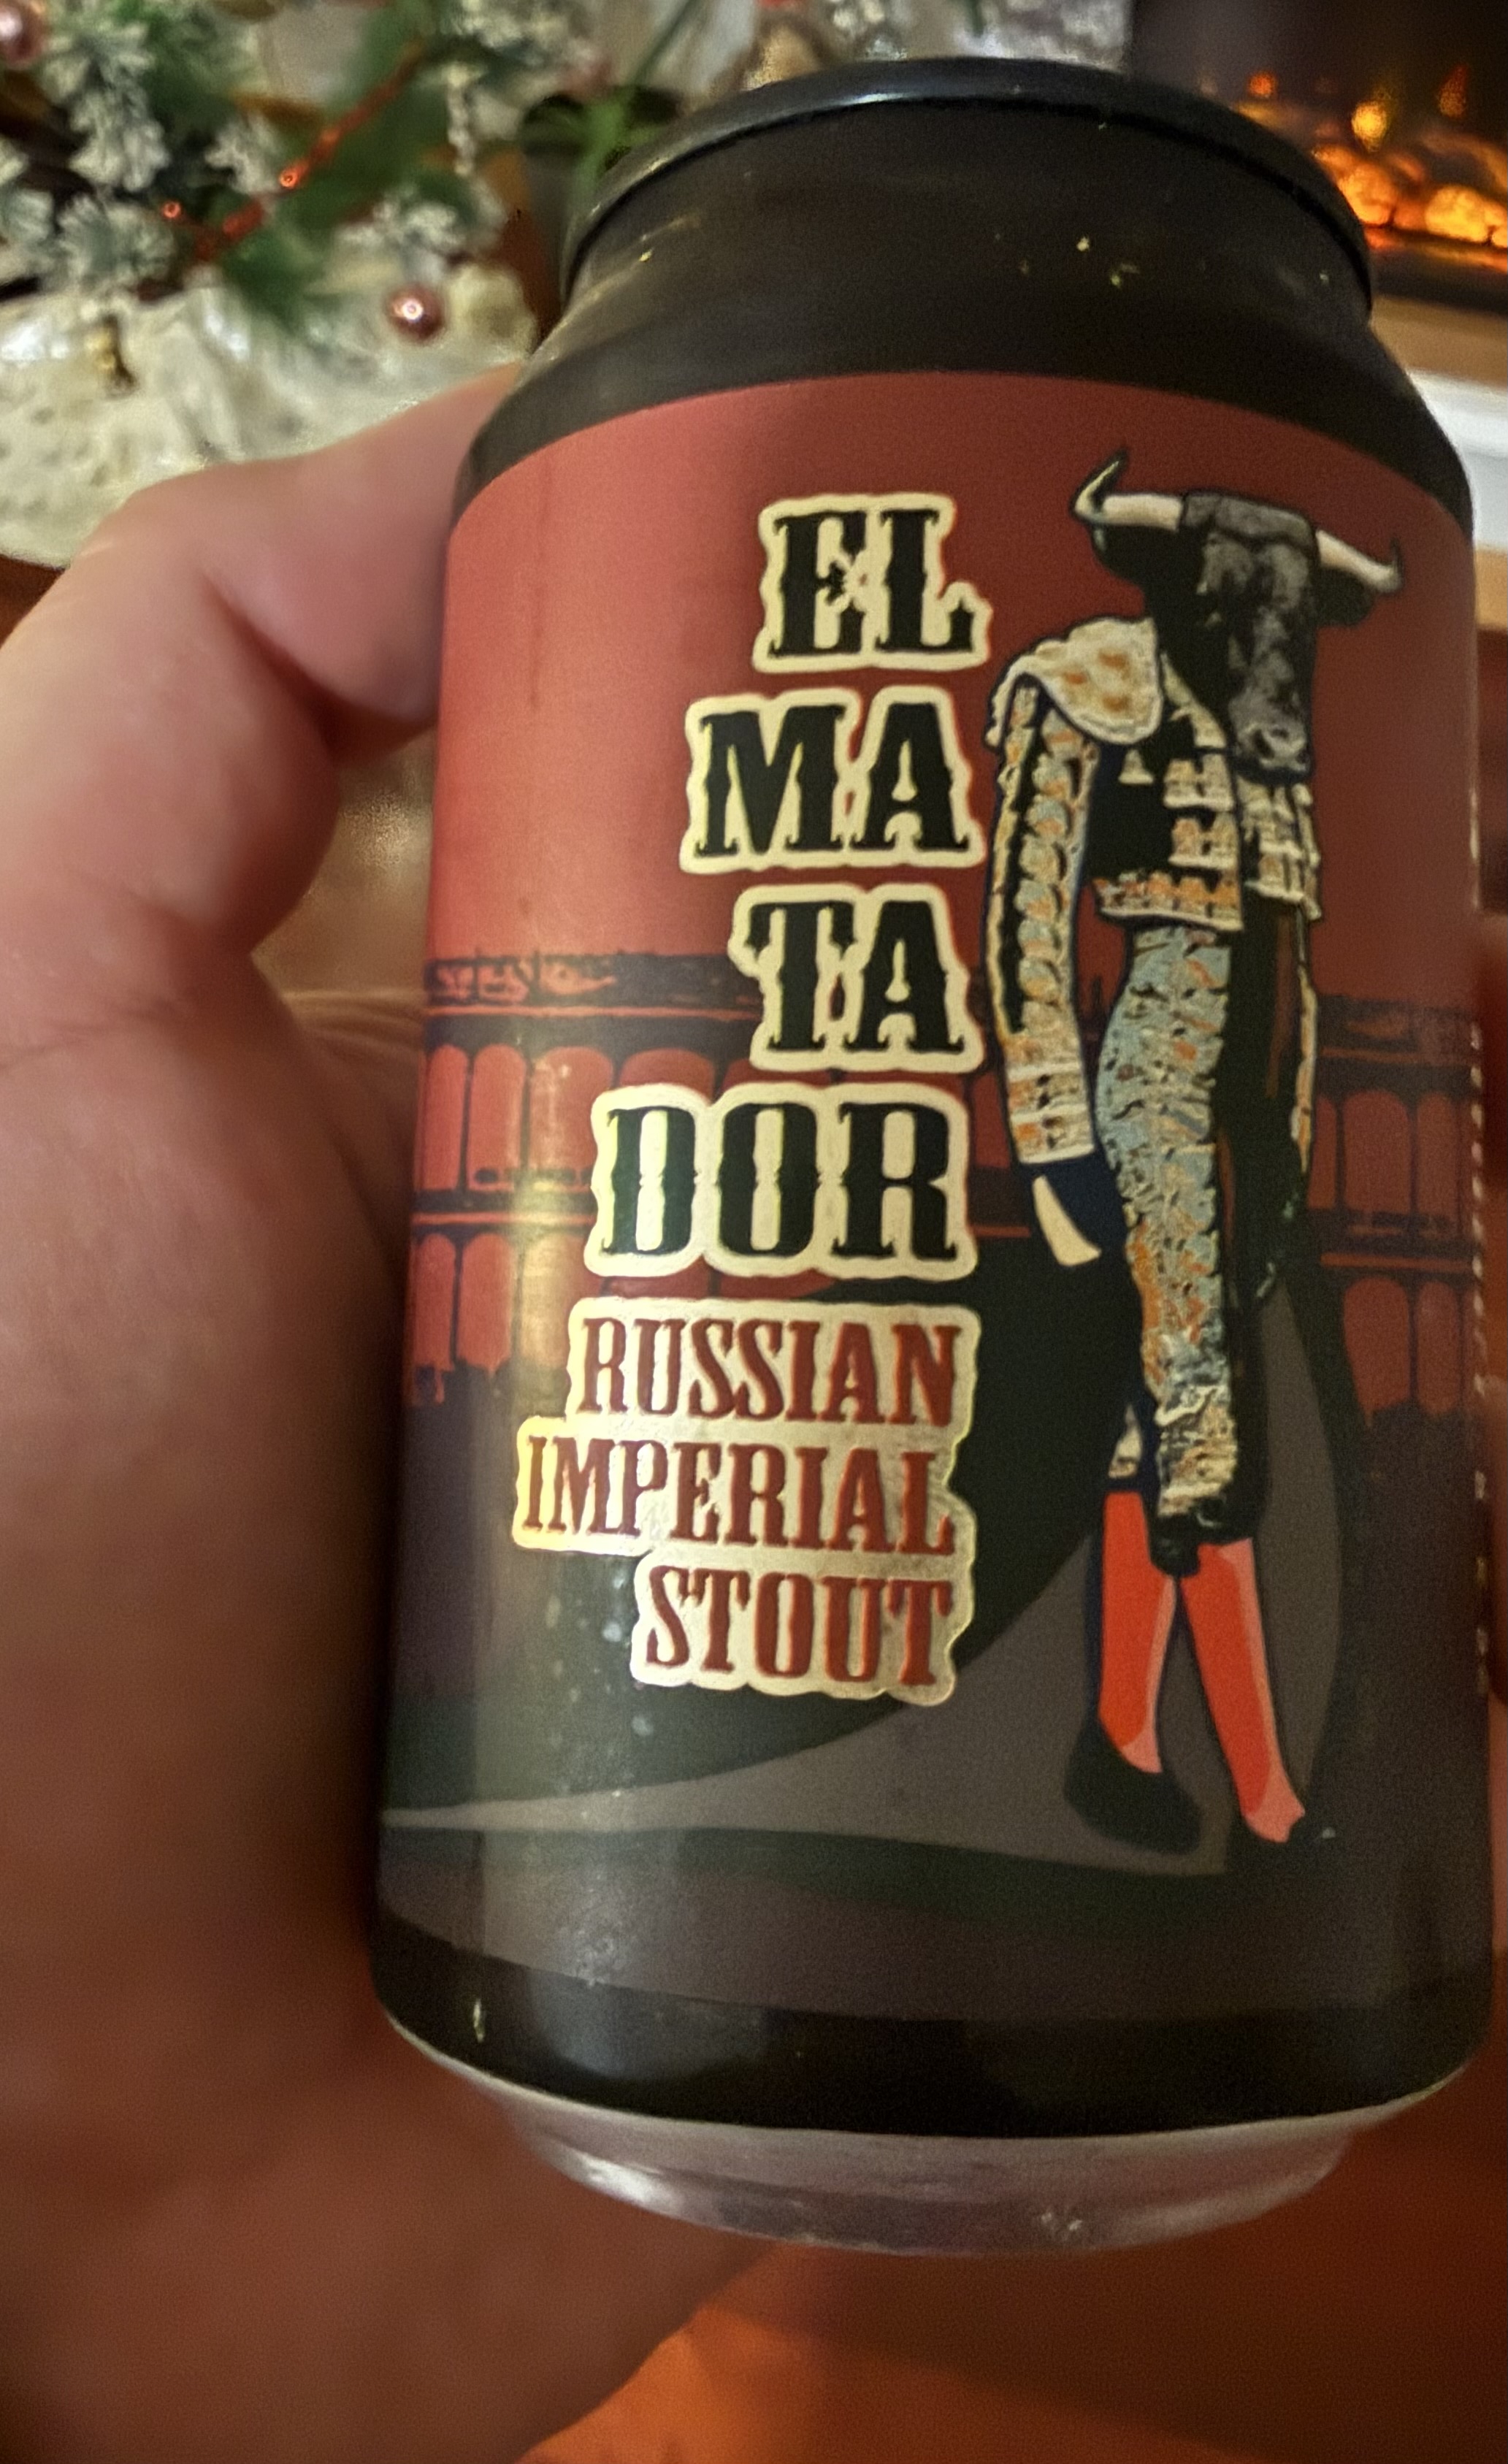 EL
MA
TA
DOR
RUSSIAN
IMPERIAL
STOUT